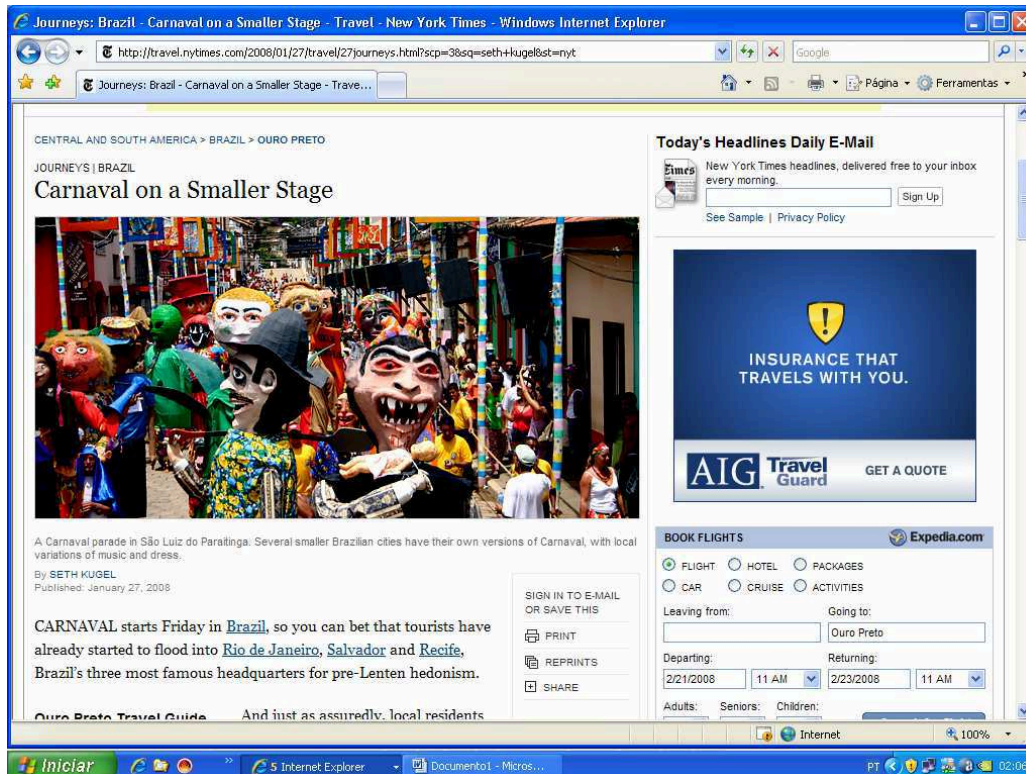 Journeys: Brazil - Carnaval on a Smaller Stage - Travel - New York Times - Windows Internet Explorer
http://travel.nytimes.com/2008/01/27/travel/27journeys.html?scp=3&sq=seth+kugel&st=nyt
Google
Journeys: Brazil - Carnaval on a Smaller Stage - Trave...
Página
Ferramentas
CENTRAL AND SOUTH AMERICA > BRAZIL > OURO PRETO
JOURNEYS | BRAZIL
Carnaval on a Smaller Stage
A Carnaval parade in São Luiz do Paraitinga. Several smaller Brazilian cities have their own versions of Carnaval, with local
variations of music and dress.
By SETH KUGEL
Published: January 27, 2008
CARNAVAL starts Friday in Brazil, so you can bet that tourists have
already started to flood into Rio de Janeiro, Salvador and Recife,
Brazil's three most famous headquarters for pre-Lenten hedonism.
Ouro Preto Travel Guide
And just as assuredly, local residents
SIGN IN TO E-MAIL
OR SAVE THIS
PRINT
REPRINTS
SHARE
Today's Headlines Daily E-Mail
Times
New York Times headlines, delivered free to your inbox
every morning.
Sign Up
See Sample | Privacy Policy
INSURANCE THAT
TRAVELS WITH YOU.
AIG Travel Guard
GET A QUOTE
BOOK FLIGHTS
Expedia.com
FLIGHT HOTEL PACKAGES
CAR CRUISE ACTIVITIES
Leaving from: Going to:
Ouro Preto
Departing: Returning:
2/21/2008 11 AM 2/23/2008 11 AM
Adults: Seniors: Children:
Internet
100%
Iniciar
5 Internet Explorer
Documento1 - Micros...
PT
02:06